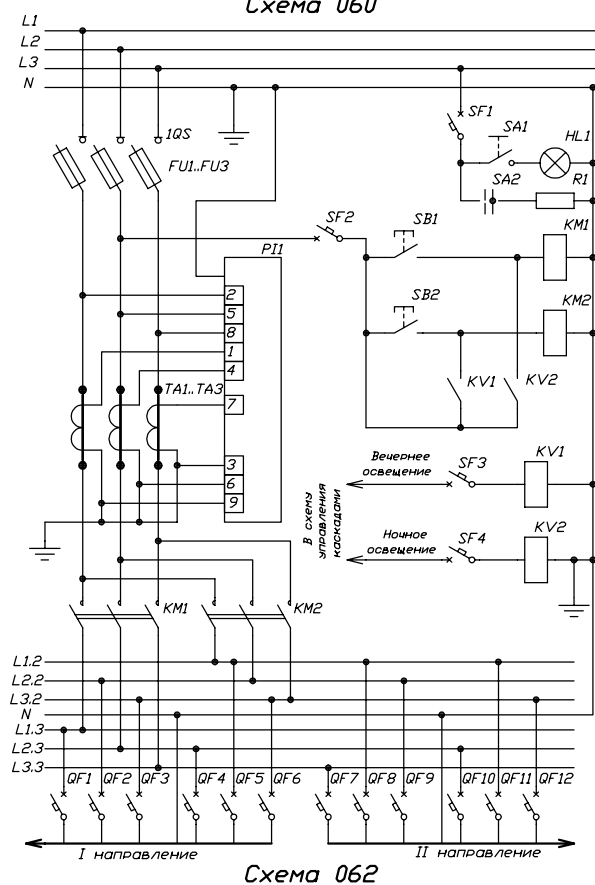 Схема 060
L1
L2
L3
N
1QS
FU1..FU3
SF1
SA1
HL1
SA2
R1
SF2
SB1
KM1
PI1
2
5
8
1
4
7
3
6
9
SB2
KM2
KV1
KV2
TA1..TA3
Вечернее
освещение
SF3
KV1
В схему
управления
каскадами
Ночное
освещение
SF4
KV2
KM1
KM2
L1.2
L2.2
L3.2
N
L1.3
L2.3
L3.3
QF1
QF2
QF3
QF4
QF5
QF6
QF7
QF8
QF9
QF10
QF11
QF12
I направление
II направление
Схема 062